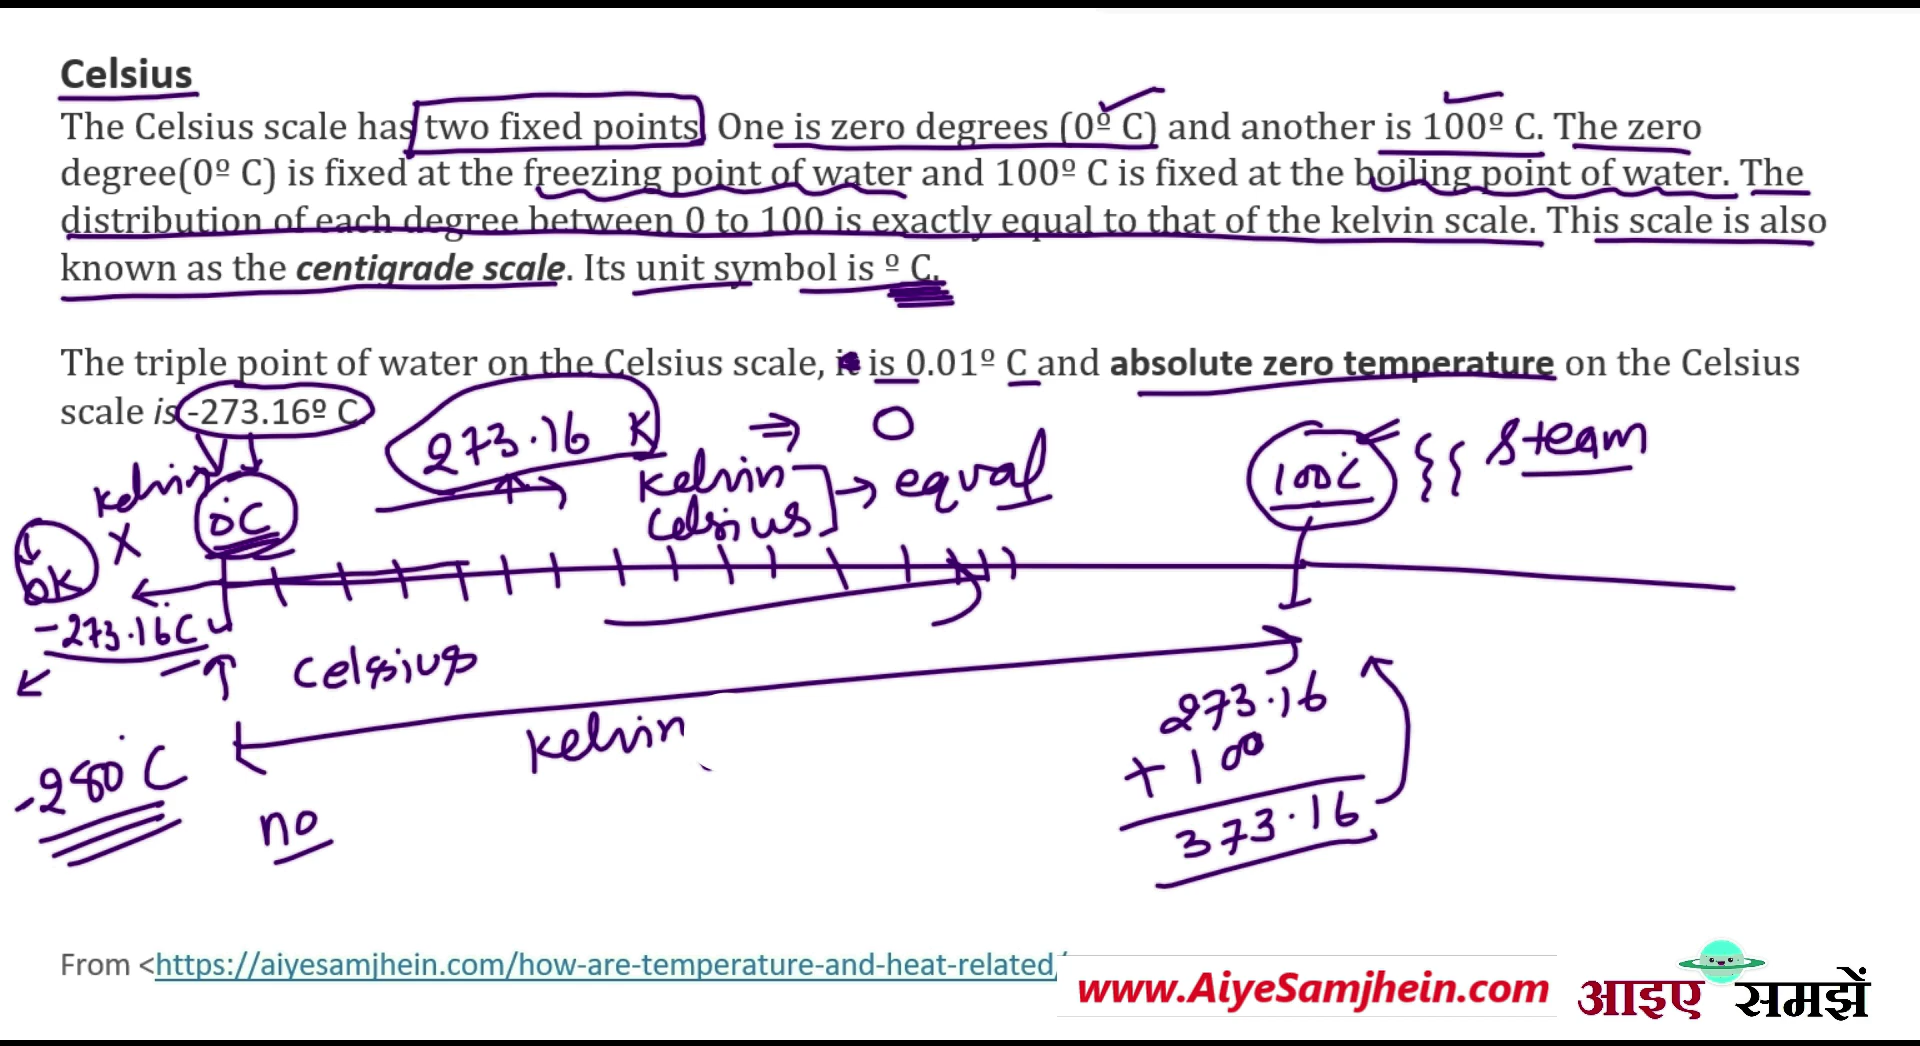 Celsius
The Celsius scale has two fixed points. One is zero degrees (0º C) and another is 100º C. The zero
degree(0º C) is fixed at the freezing point of water and 100º C is fixed at the boiling point of water. The
distribution of each degree between 0 to 100 is exactly equal to that of the kelvin scale. This scale is also
known as the centigrade scale. Its unit symbol is º C.
The triple point of water on the Celsius scale, is 0.01º C and absolute zero temperature on the Celsius
scale is -273.16º C.
273.16 K ⇒ 0
Kelvin
Kelvin
Celsius
→ equal
100°C
steam
0°C
X
0K
-273.16°C
Celsius
Kelvin
-280°C
no
273.16
+ 100
373.16
From <https://aiyesamjhein.com/how-are-temperature-and-heat-related/
www.AiyeSamjhein.com
आइए समझें